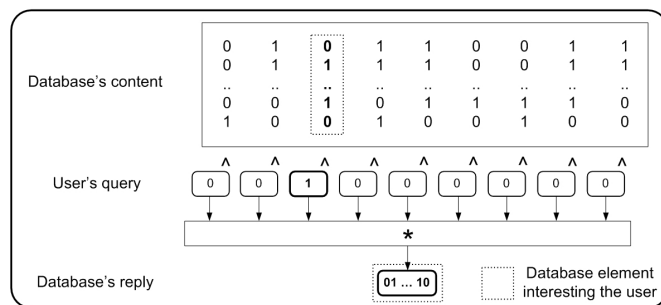 0 1 0 1 1 0 0 1 1
0 1 1 1 1 0 0 1 1
Database's content
.. .. .. .. .. .. .. .. ..
0 0 1 0 1 1 1 1 0
1 0 0 1 0 0 1 0 0
^ ^ ^ ^ ^ ^ ^ ^ ^
User's query 0 0 1 0 0 0 0 0 0
*
Database's reply 01 ... 10 Database element
interesting the user